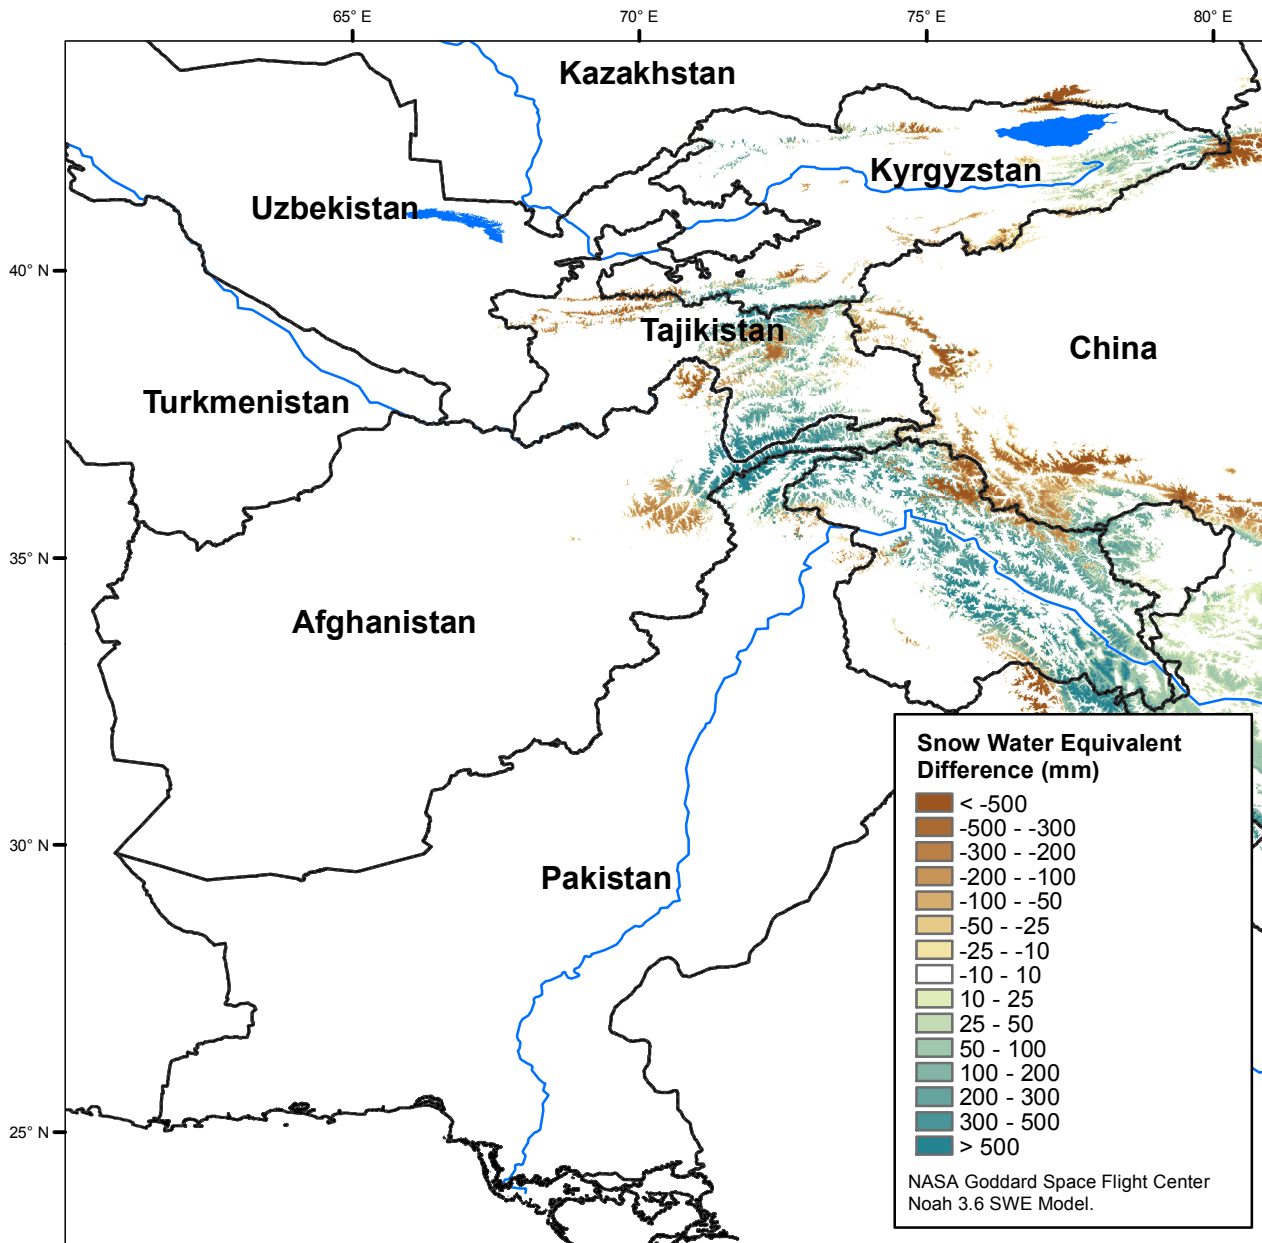 65° E
70° E
75° E
80° E
Kazakhstan
Kyrgyzstan
Uzbekistan
40° N
Tajikistan
China
Turkmenistan
35° N
Afghanistan
30° N
Pakistan
25° N
Snow Water Equivalent
Difference (mm)
< -500
-500 - -300
-300 - -200
-200 - -100
-100 - -50
-50 - -25
-25 - -10
-10 - 10
10 - 25
25 - 50
50 - 100
100 - 200
200 - 300
300 - 500
> 500
NASA Goddard Space Flight Center
Noah 3.6 SWE Model.